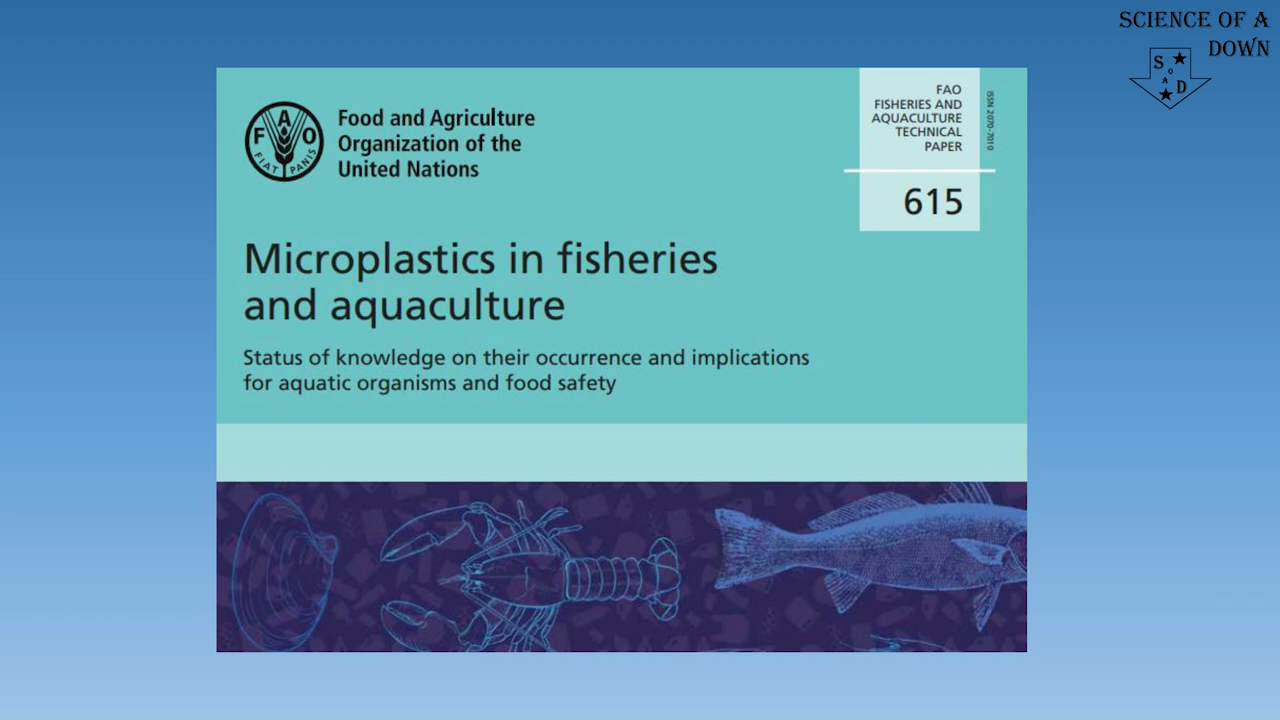 SCIENCE OF A
DOWN
S O A D
FAO
FIAT PANIS
Food and Agriculture
Organization of the
United Nations
FAO
FISHERIES AND
AQUACULTURE
TECHNICAL
PAPER
ISSN 2070-7010
615
Microplastics in fisheries
and aquaculture
Status of knowledge on their occurrence and implications
for aquatic organisms and food safety